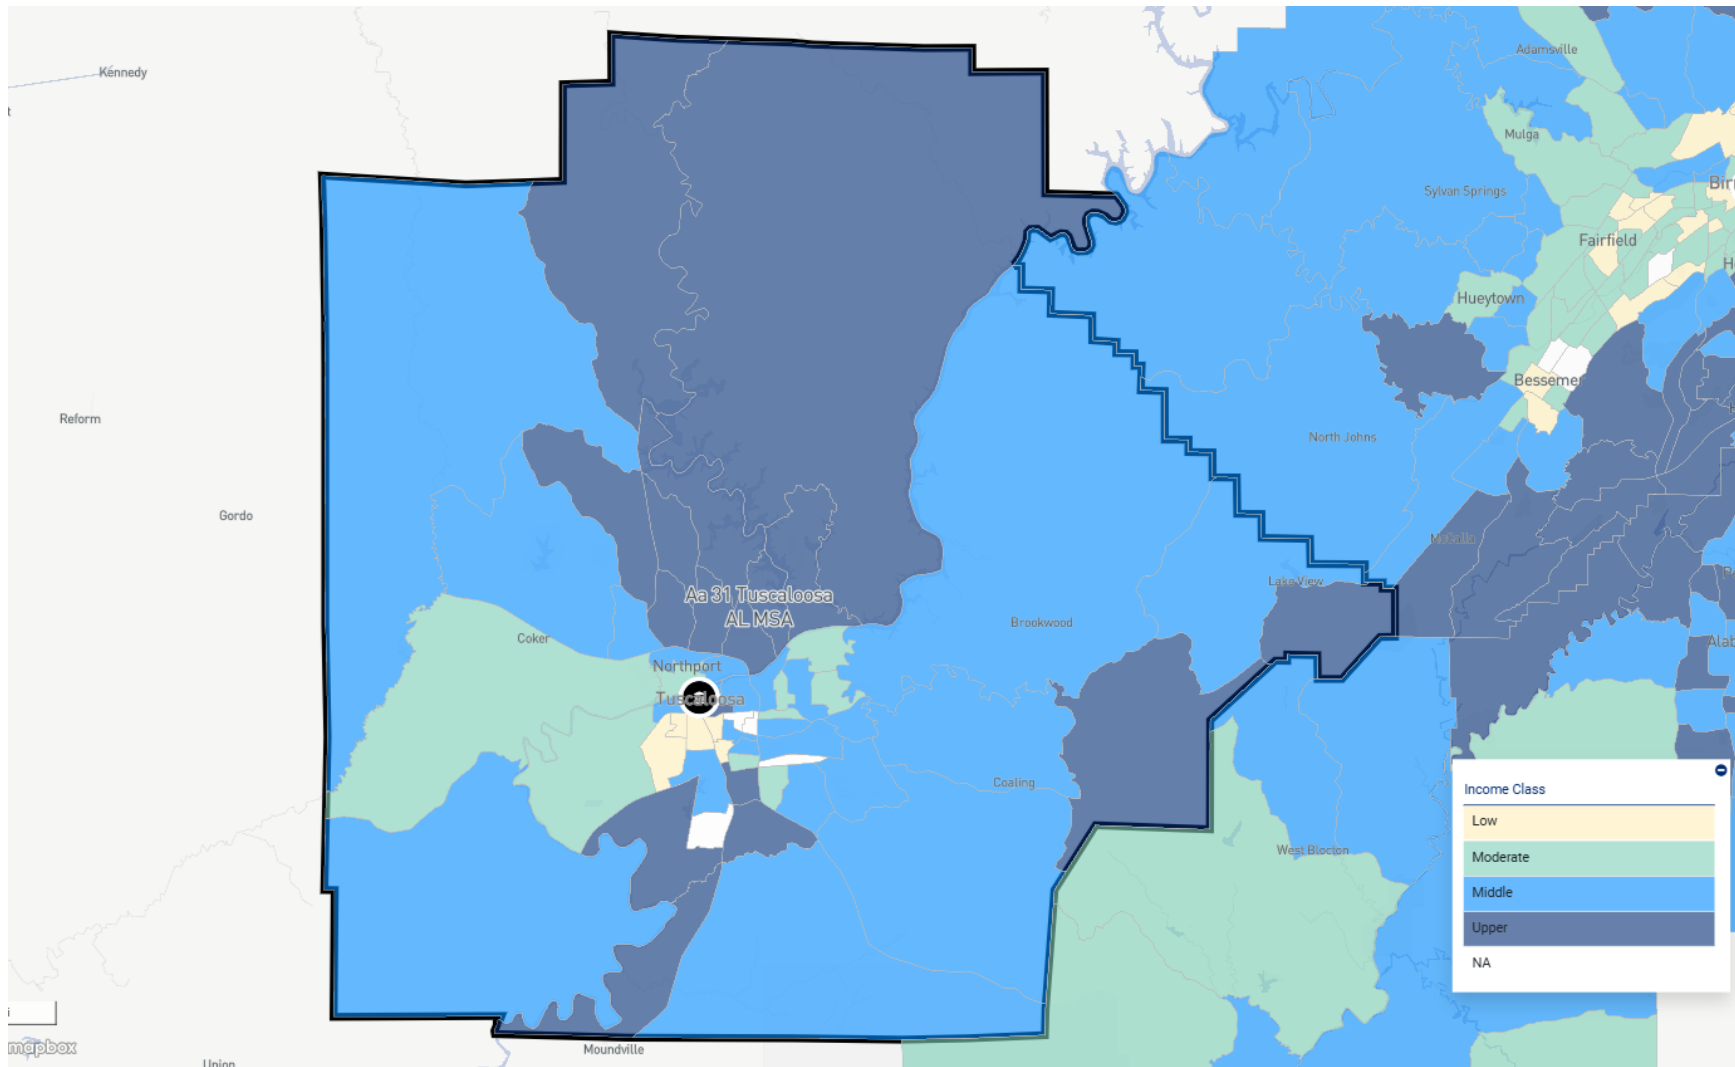 Kennedy
Adamsville
Mulga
Sylvan Springs
Fairfield
Hueytown
Bessemer
Reform
North Johns
Gordo
McCalla
Lake View
Aa 31 Tuscaloosa
AL MSA
Brookwood
Coker
Northport
Tuscaloosa
Coaling
West Blocton
Income Class
Low
Moderate
Middle
Upper
NA
mapbox
Moundville
Union